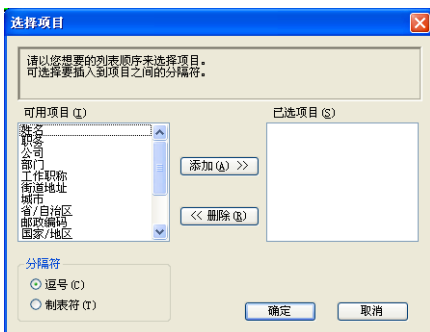 选择项目
请以您想要的列表顺序来选择项目。
可选择要插入到项目之间的分隔符。
可用项目(I)
已选项目(S)
姓名
职务
公司
部门
工作职称
街道地址
城市
省/自治区
邮政编码
国家/地区
添加(A) >>
<< 删除(R)
分隔符
逗号(C)
制表符(T)
确定
取消